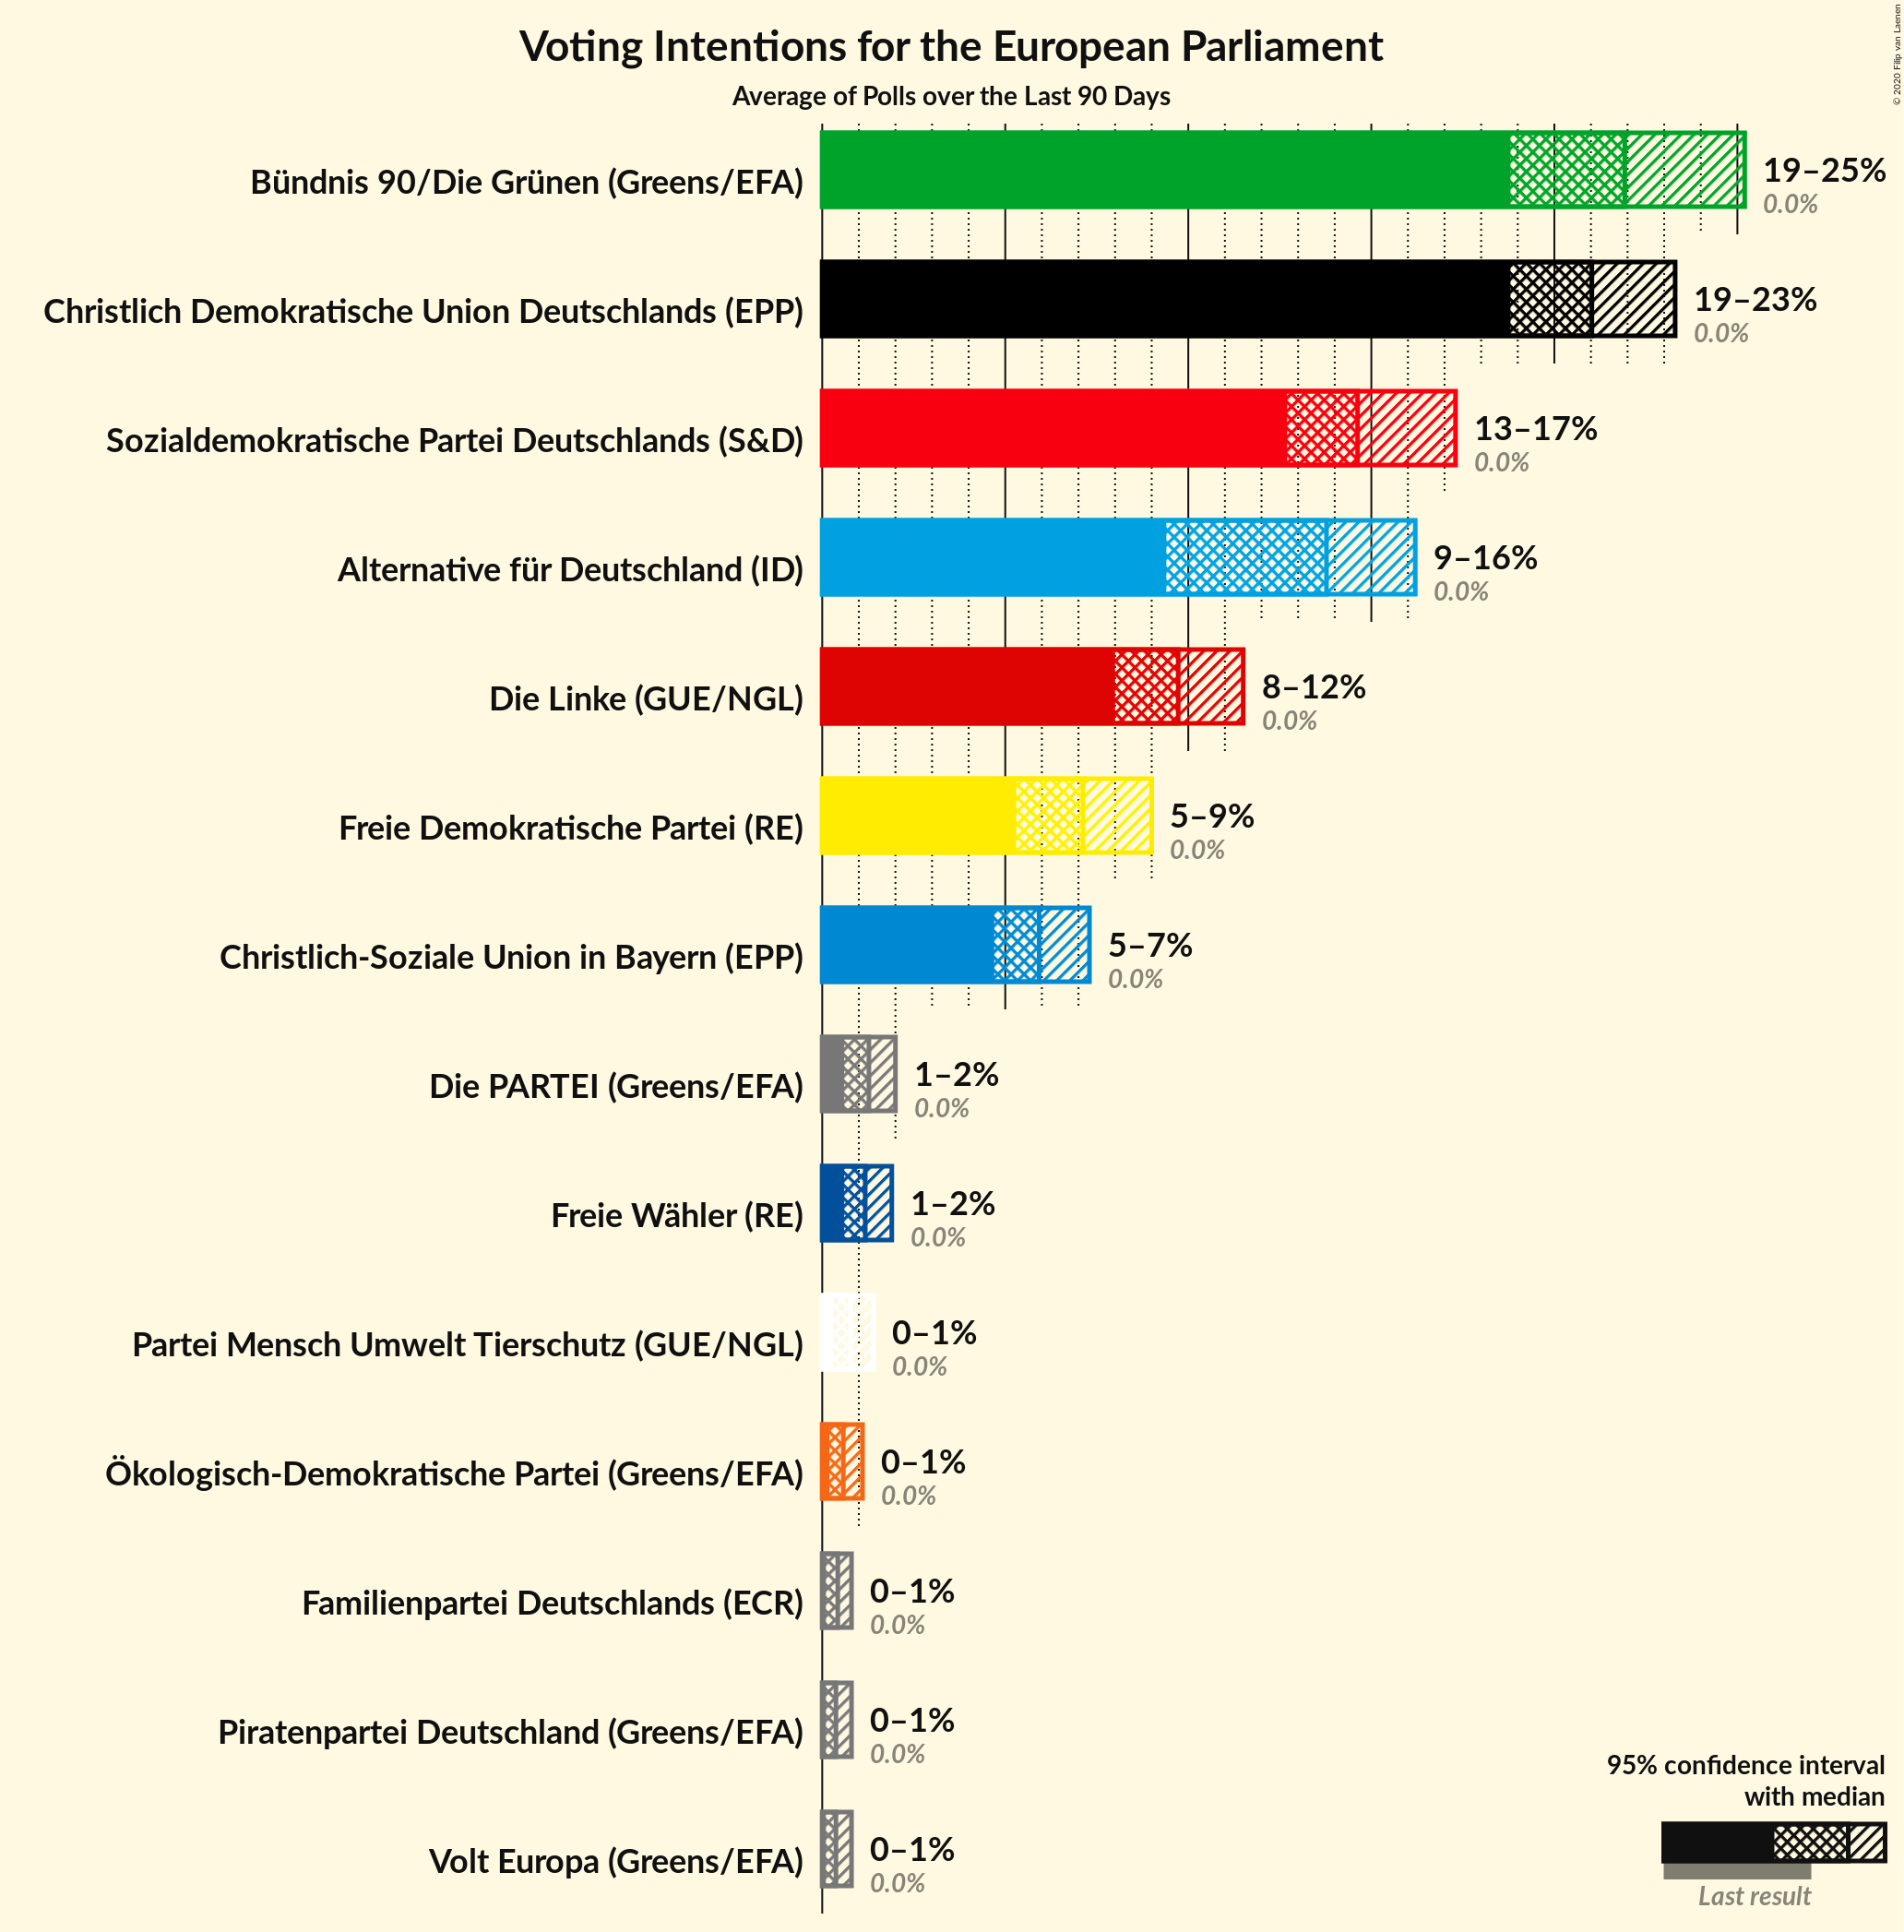 © 2020 Filip van Laenen
Voting Intentions for the European Parliament
Average of Polls over the Last 90 Days
Bündnis 90/Die Grünen (Greens/EFA)
19–25%
0.0%
Christlich Demokratische Union Deutschlands (EPP)
19–23%
0.0%
Sozialdemokratische Partei Deutschlands (S&D)
13–17%
0.0%
Alternative für Deutschland (ID)
9–16%
0.0%
Die Linke (GUE/NGL)
8–12%
0.0%
Freie Demokratische Partei (RE)
5–9%
0.0%
Christlich-Soziale Union in Bayern (EPP)
5–7%
0.0%
Die PARTEI (Greens/EFA)
1–2%
0.0%
Freie Wähler (RE)
1–2%
0.0%
Partei Mensch Umwelt Tierschutz (GUE/NGL)
0–1%
0.0%
Ökologisch-Demokratische Partei (Greens/EFA)
0–1%
0.0%
Familienpartei Deutschlands (ECR)
0–1%
0.0%
Piratenpartei Deutschland (Greens/EFA)
0–1%
0.0%
Volt Europa (Greens/EFA)
0–1%
0.0%
95% confidence interval
with median
Last result